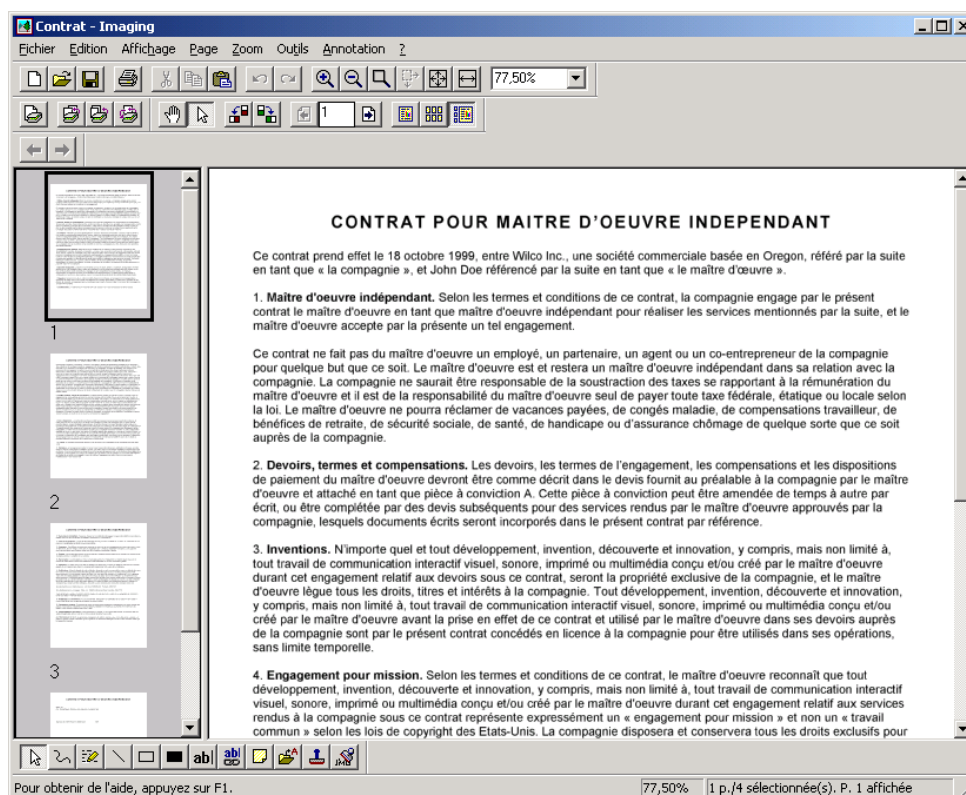 Contrat - Imaging
Fichier Edition Affichage Page Zoom Outils Annotation ?
77,50%
1
CONTRAT POUR MAITRE D'OEUVRE INDEPENDANT
Ce contrat prend effet le 18 octobre 1999, entre Wilco Inc., une société commerciale basée en Oregon, référé par la suite
en tant que « la compagnie », et John Doe référencé par la suite en tant que « le maître d'œuvre ».
1. Maître d'oeuvre indépendant. Selon les termes et conditions de ce contrat, la compagnie engage par le présent
contrat le maître d'oeuvre en tant que maître d'oeuvre indépendant pour réaliser les services mentionnés par la suite, et le
maître d'oeuvre accepte par la présente un tel engagement.
Ce contrat ne fait pas du maître d'oeuvre un employé, un partenaire, un agent ou un co-entrepreneur de la compagnie
pour quelque but que ce soit. Le maître d'oeuvre est et restera un maître d'oeuvre indépendant dans sa relation avec la
compagnie. La compagnie ne saurait être responsable de la soustraction des taxes se rapportant à la rémunération du
maître d'oeuvre et il est de la responsabilité du maître d'oeuvre seul de payer toute taxe fédérale, étatique ou locale selon
la loi. Le maître d'oeuvre ne pourra réclamer de vacances payées, de congés maladie, de compensations travailleur, de
bénéfices de retraite, de sécurité sociale, de santé, de handicape ou d'assurance chômage de quelque sorte que ce soit
auprès de la compagnie.
2. Devoirs, termes et compensations. Les devoirs, les termes de l'engagement, les compensations et les dispositions
de paiement du maître d'oeuvre devront être comme décrit dans le devis fournit au préalable à la compagnie par le maître
d'oeuvre et attaché en tant que pièce à conviction A. Cette pièce à conviction peut être amendée de temps à autre par
écrit, ou être complétée par des devis subséquents pour des services rendus par le maître d'oeuvre approuvés par la
compagnie, lesquels documents écrits seront incorporés dans le présent contrat par référence.
3. Inventions. N'importe quel et tout développement, invention, découverte et innovation, y compris, mais non limité à,
tout travail de communication interactif visuel, sonore, imprimé ou multimédia conçu et/ou créé par le maître d'oeuvre
durant cet engagement relatif aux devoirs sous ce contrat, seront la propriété exclusive de la compagnie, et le maître
d'oeuvre lègue tous les droits, tires et intérêts à la compagnie. Tout développement, invention, découverte et innovation,
y compris, mais non limité à, tout travail de communication interactif visuel, sonore, imprimé ou multimédia conçu et/ou
créé par le maître d'oeuvre avant la prise en effet de ce contrat et utilisé par le maître d'oeuvre dans ses devoirs auprès
de la compagnie sont par le présent contrat concédés en licence à la compagnie pour être utilisés dans ses opérations,
sans limite temporelle.
4. Engagement pour mission. Selon les termes et conditions de ce contrat, le maître d'oeuvre reconnaît que tout
développement, invention, découverte et innovation, y compris, mais non limité à, tout travail de communication interactif
visuel, sonore, imprimé ou multimédia conçu et/ou créé par le maître d'oeuvre durant cet engagement relatif aux services
rendus à la compagnie sous ce contrat représente expressément un « engagement pour mission » et non un « travail
commun » selon les lois de copyright des Etats-Unis. La compagnie disposera et conservera tous les droits exclusifs pour
1
2
3
ab|
abl
Pour obtenir de l'aide, appuyez sur F1.
77,50%
1 p./4 sélectionnée(s). P. 1 affichée